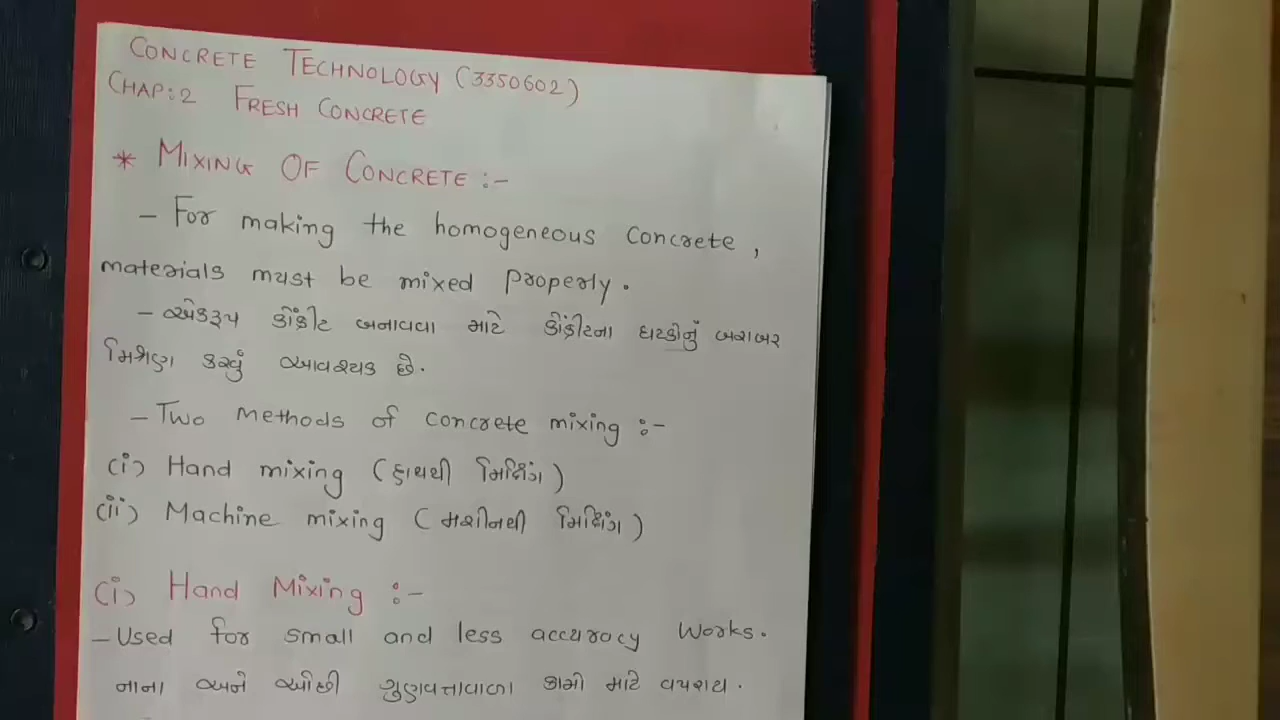 CONCRETE TECHNOLOGY (3350602)
CHAP:2 FRESH CONCRETE
* MIXING OF CONCRETE :-
- For making the homogeneous concrete,
materials must be mixed properly.
- એકરૂપ કોંક્રીટ બનાવવા માટે કોંક્રીટના ઘટકોનું બરાબર
મિશ્રણ કરવું આવશ્યક છે.
- Two methods of concrete mixing :-
(i) Hand mixing (હાથથી મિક્ષિંગ)
(ii) Machine mixing (મશીનથી મિક્ષિંગ)
(i) Hand Mixing :-
- Used for small and less accuracy works.
નાના અને ઓછી ગુણવત્તાવાળા કામો માટે વપરાય.